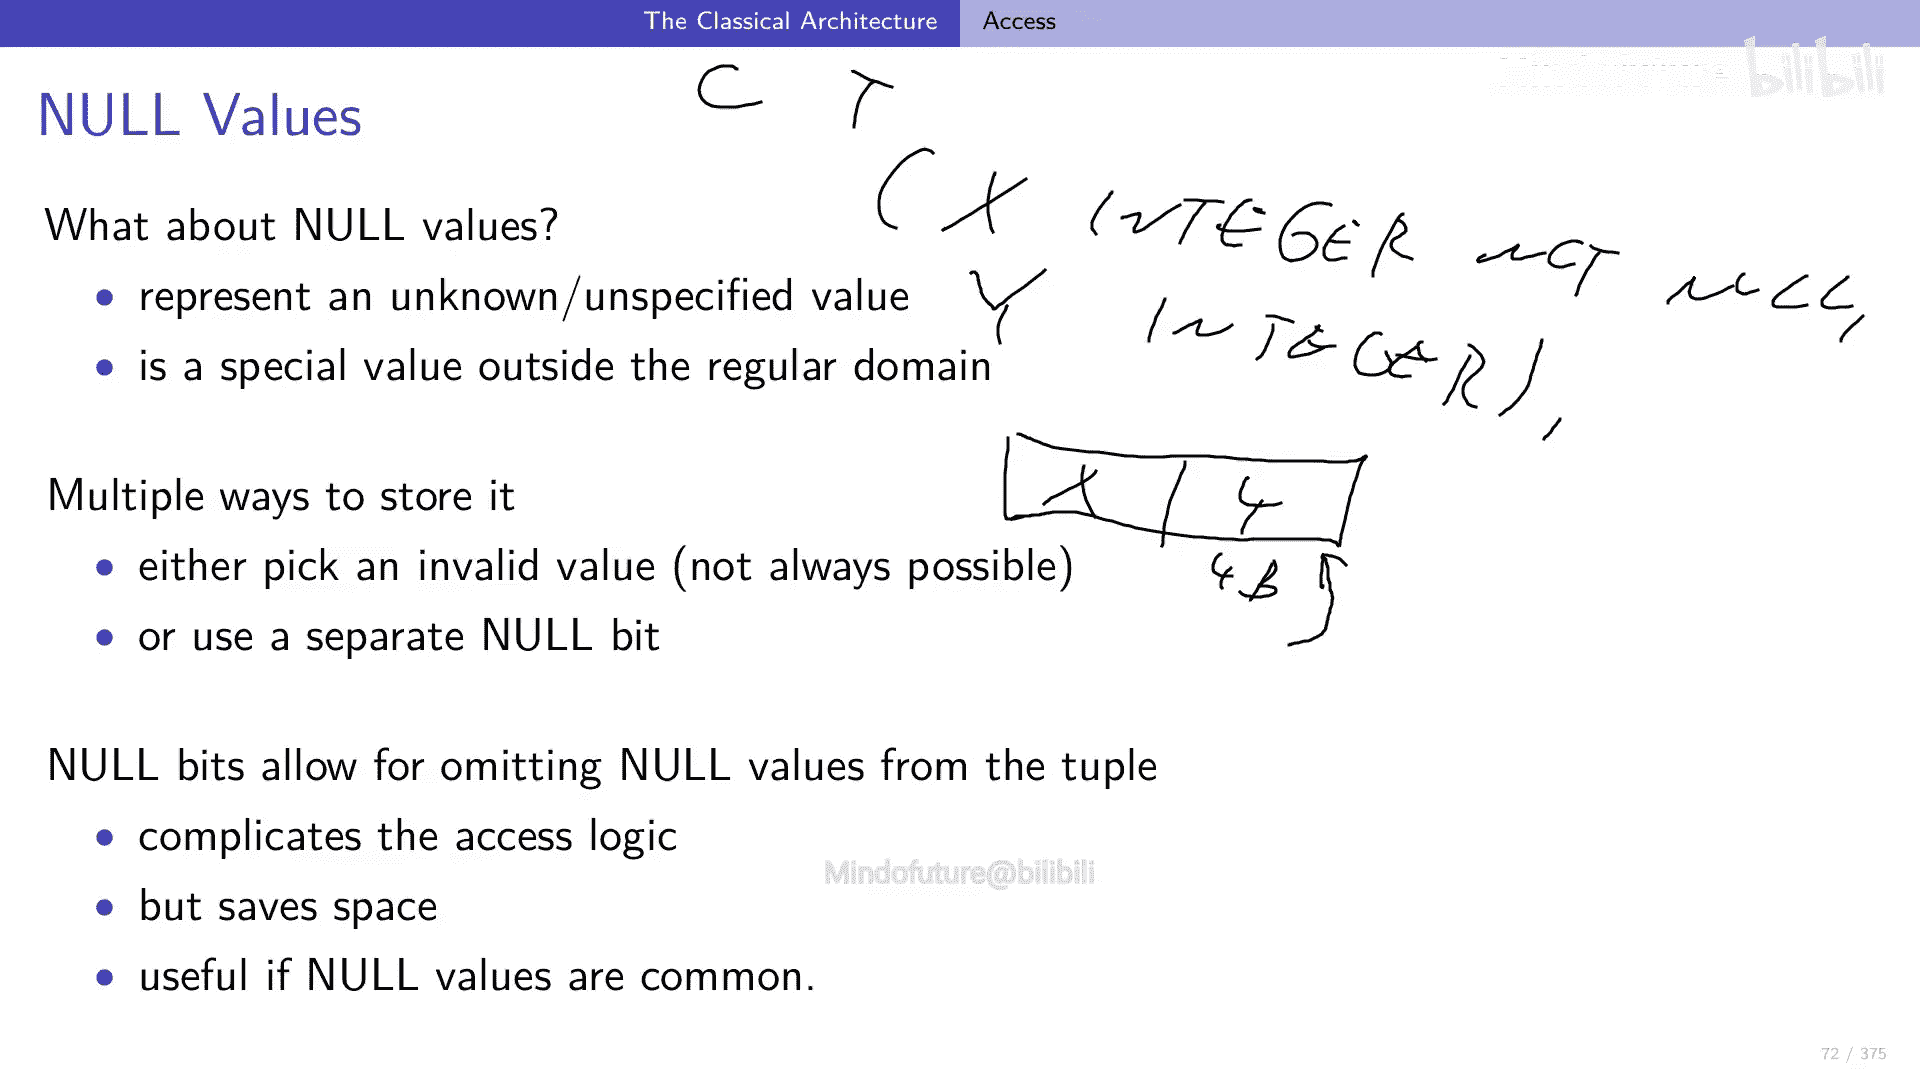 The Classical Architecture Access
bilibili
NULL Values
C T
(X INTEGER NOT NULL,
Y INTEGER),
What about NULL values?
• represent an unknown/unspecified value
• is a special value outside the regular domain
X Y
4B
Multiple ways to store it
• either pick an invalid value (not always possible)
• or use a separate NULL bit
NULL bits allow for omitting NULL values from the tuple
• complicates the access logic
• but saves space
• useful if NULL values are common.
Mindofuture@bilibili
72 / 375